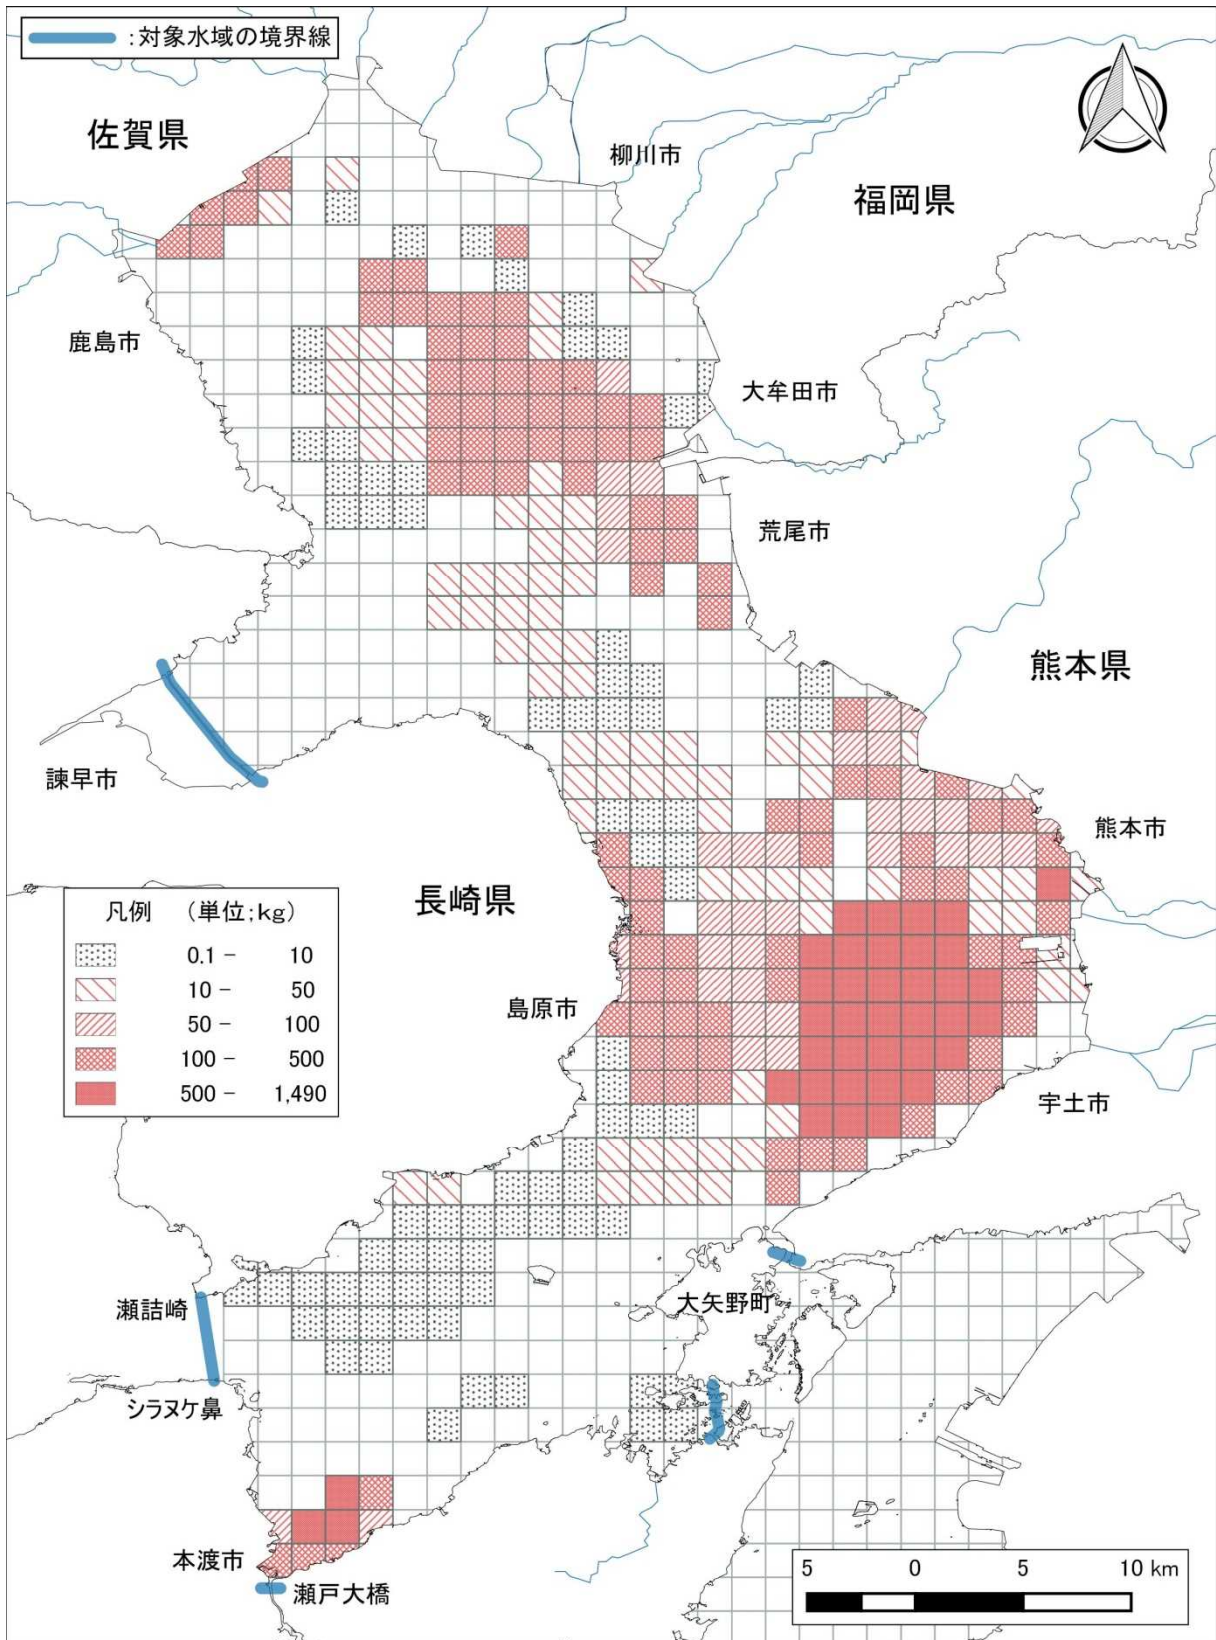 :対象水域の境界線
佐賀県
柳川市
福岡県
鹿島市
大牟田市
荒尾市
熊本県
諫早市
熊本市
長崎県
凡例 (単位;kg)
0.1 - 10
10 - 50
50 - 100
100 - 500
500 - 1,490
島原市
宇土市
瀬詰崎
大矢野町
シラヌケ鼻
本渡市
瀬戸大橋
5 0 5 10 km